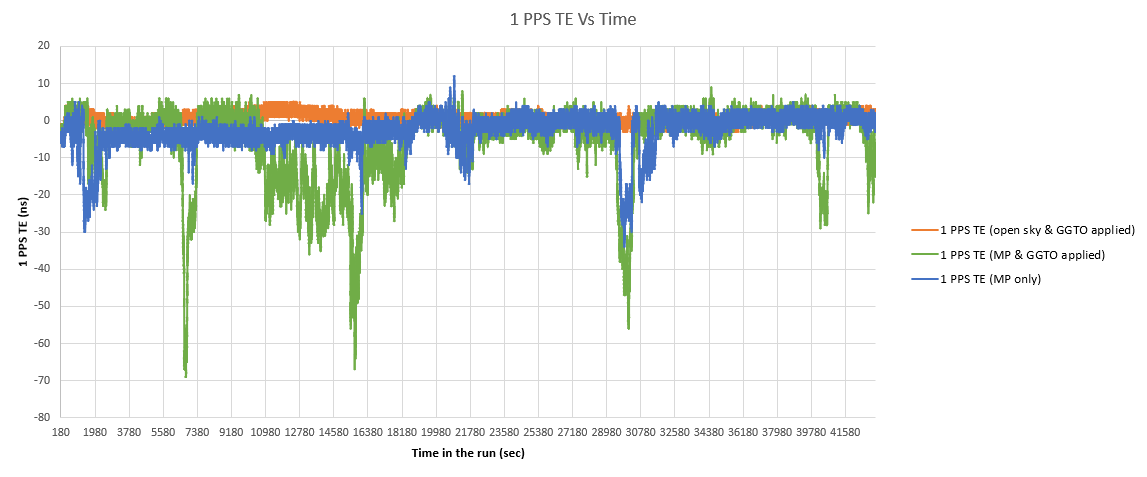 1 PPS TE Vs Time
20
10
0
-10
-20
-30
-40
-50
-60
-70
-80
1 PPS TE (ns)
180 1980 3780 5580 7380 9180 10980 12780 14580 16380 18180 19980 21780 23580 25380 27180 28980 30780 32580 34380 36180 37980 39780 41580
Time in the run (sec)
1 PPS TE (open sky & GGTO applied)
1 PPS TE (MP & GGTO applied)
1 PPS TE (MP only)